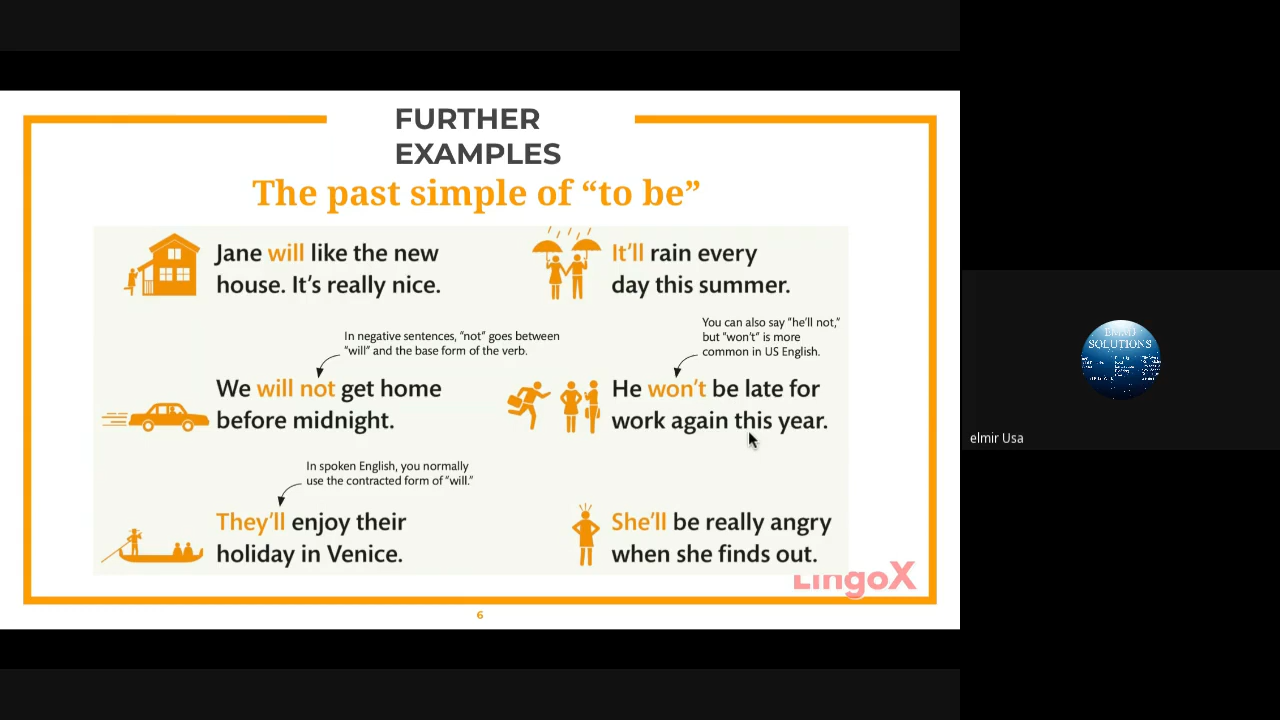 FURTHER
EXAMPLES
The past simple of “to be”
Jane will like the new
house. It’s really nice.
It’ll rain every
day this summer.
In negative sentences, “not” goes between
“will” and the base form of the verb.
We will not get home
before midnight.
You can also say “he’ll not,”
but “won’t” is more
common in US English.
He won’t be late for
work again this year.
In spoken English, you normally
use the contracted form of “will.”
They’ll enjoy their
holiday in Venice.
She’ll be really angry
when she finds out.
LingoX
6
SOLUTIONS
elmir Usa